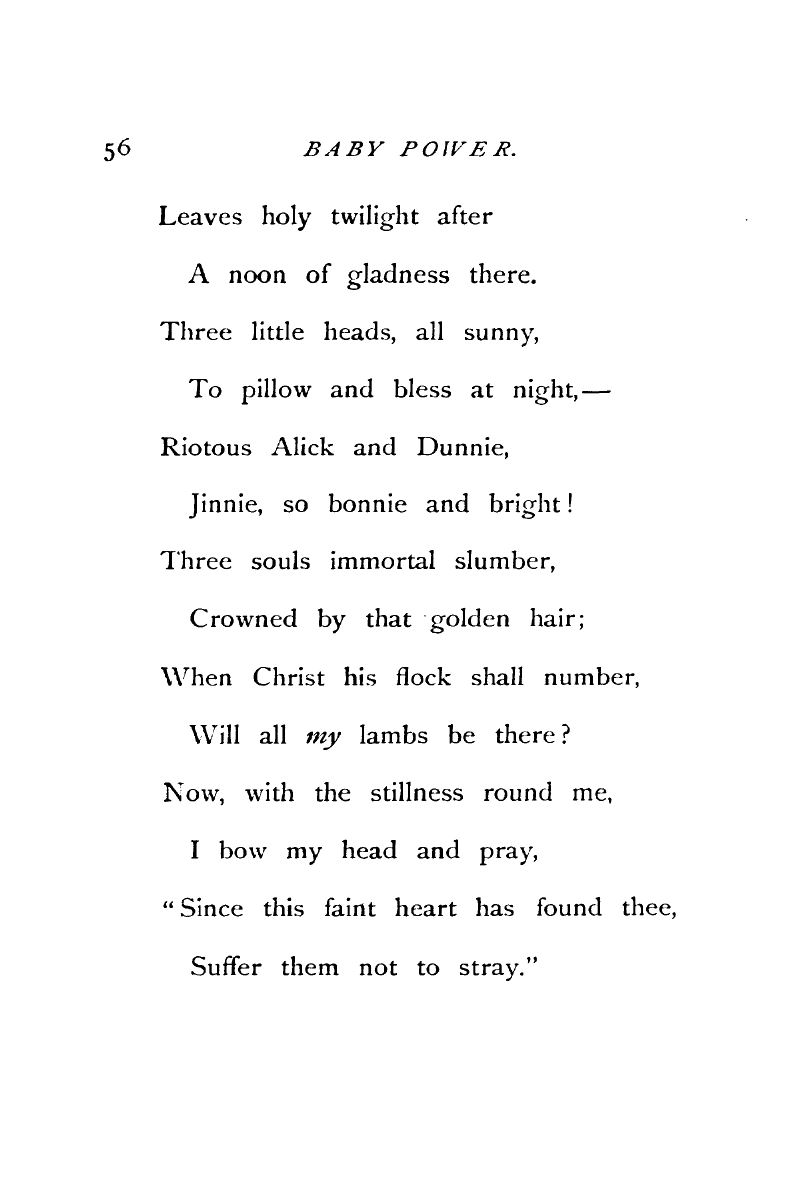 56 BABY POWER.
Leaves holy twilight after
A noon of gladness there.
Three little heads, all sunny,
To pillow and bless at night,—
Riotous Alick and Dunnie,
Jinnie, so bonnie and bright!
Three souls immortal slumber,
Crowned by that golden hair;
When Christ his flock shall number,
Will all my lambs be there?
Now, with the stillness round me,
I bow my head and pray,
“Since this faint heart has found thee,
Suffer them not to stray.”